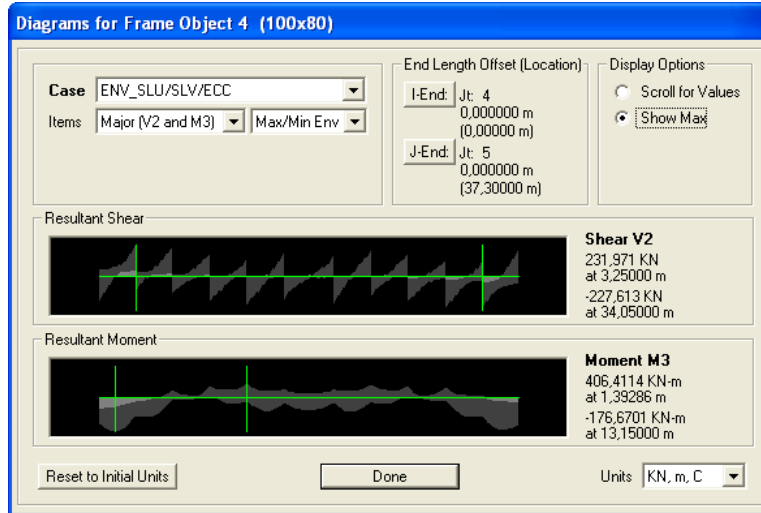 Diagrams for Frame Object 4 (100x80)
Case ENV_SLU/SLV/ECC
Items Major (V2 and M3) Max/Min Env
End Length Offset (Location)
I-End: Jt: 4
0,000000 m
(0,00000 m)
J-End: Jt: 5
0,000000 m
(37,30000 m)
Display Options
Scroll for Values
Show Max
Resultant Shear
Shear V2
231,971 KN
at 3,25000 m
-227,613 KN
at 34,05000 m
Resultant Moment
Moment M3
406,4114 KN-m
at 1,39286 m
-176,6701 KN-m
at 13,15000 m
Reset to Initial Units
Done
Units KN, m, C